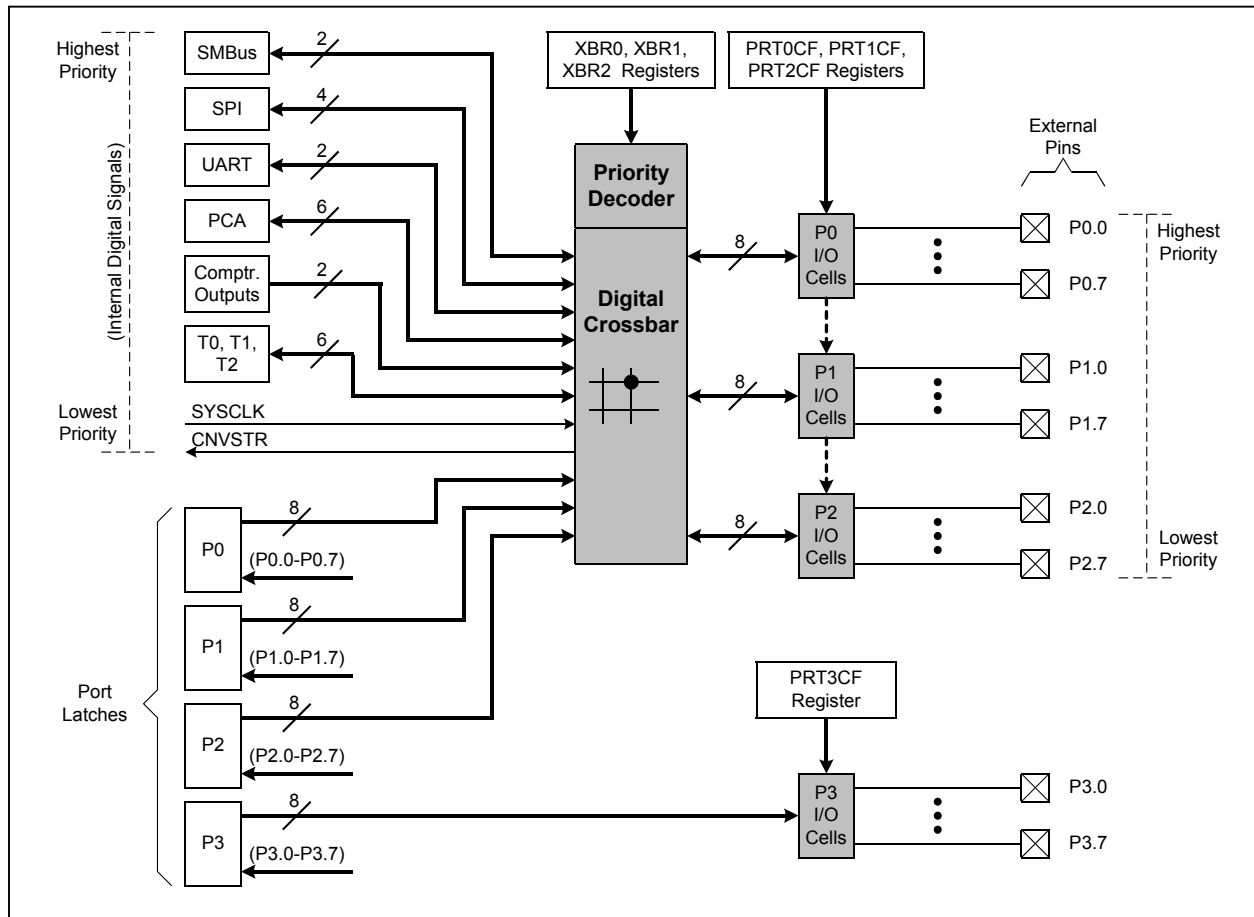 Highest
Priority
(Internal Digital Signals)
Lowest
Priority
SMBus
2
SPI
4
UART
2
PCA
6
Comptr.
Outputs
2
T0, T1,
T2
6
SYSCLK
CNVSTR
XBR0, XBR1,
XBR2 Registers
PRT0CF, PRT1CF,
PRT2CF Registers
Priority
Decoder
Digital
Crossbar
8
P0
I/O
Cells
8
P1
I/O
Cells
8
P2
I/O
Cells
External
Pins
P0.0
P0.7
P1.0
P1.7
P2.0
P2.7
Highest
Priority
Lowest
Priority
Port
Latches
P0
8
(P0.0-P0.7)
P1
8
(P1.0-P1.7)
P2
8
(P2.0-P2.7)
P3
8
(P3.0-P3.7)
PRT3CF
Register
P3
I/O
Cells
P3.0
P3.7